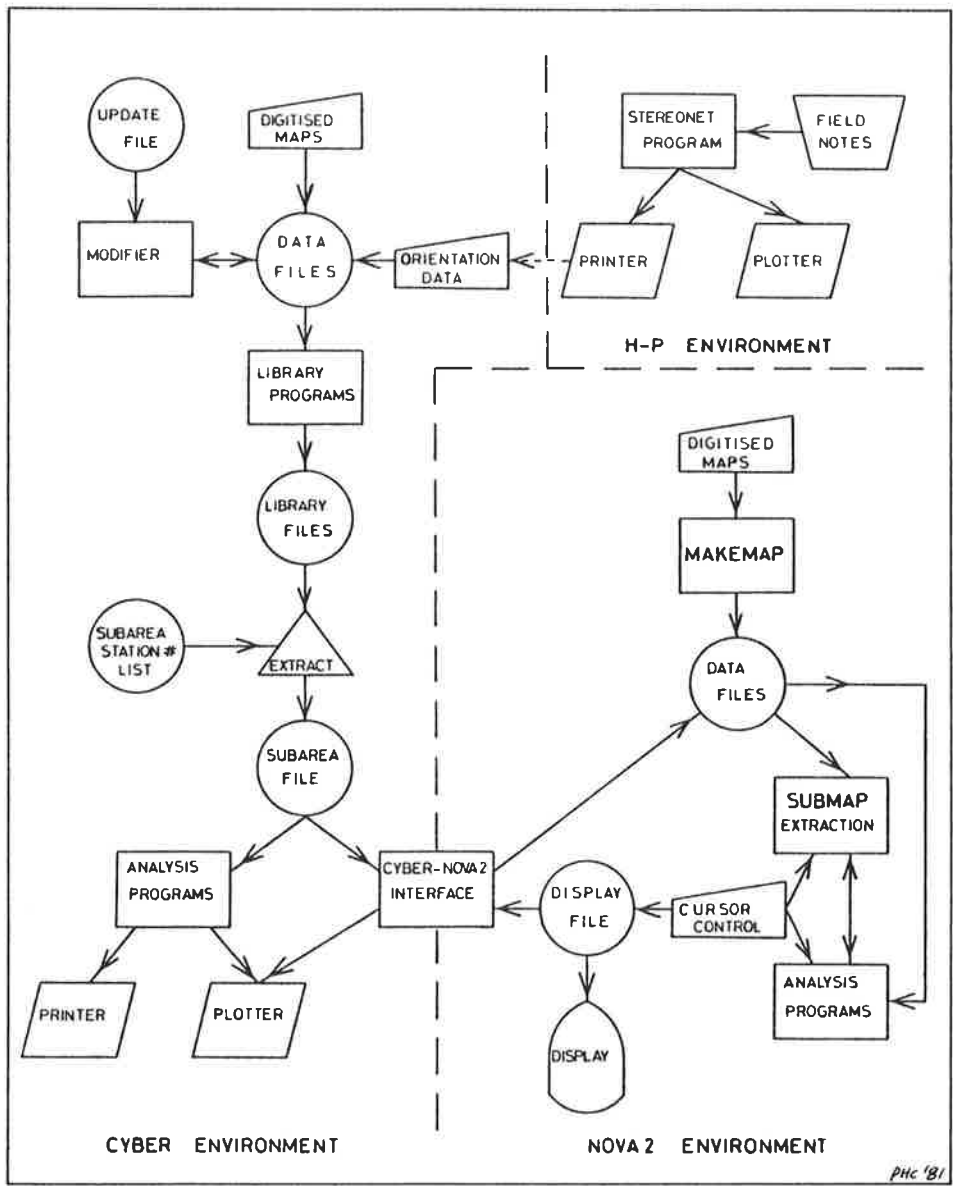 UPDATE
FILE
DIGITISED
MAPS
MODIFIER
DATA
FILES
ORIENTATION
DATA
STEREONET
PROGRAM
FIELD
NOTES
PRINTER
PLOTTER
H-P ENVIRONMENT
LIBRARY
PROGRAMS
LIBRARY
FILES
SUBAREA
STATION#
LIST
EXTRACT
SUBAREA
FILE
ANALYSIS
PROGRAMS
PRINTER
PLOTTER
CYBER-NOVA2
INTERFACE
CYBER ENVIRONMENT
DIGITISED
MAPS
MAKEMAP
DATA
FILES
SUBMAP
EXTRACTION
CURSOR
CONTROL
DISPLAY
FILE
ANALYSIS
PROGRAMS
DISPLAY
NOVA 2 ENVIRONMENT
PHC '81